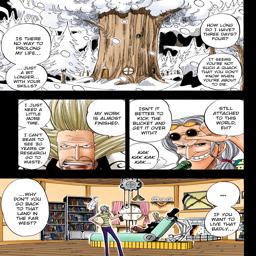 HOW LONG
DO I HAVE?
THREE DAYS?
FOUR?
IS THERE
NO WAY TO
PROLONG
MY LIFE...
IT SEEMS
YOU'RE NOT
SUCH A QUACK
THAT YOU DON'T
KNOW WHEN
YOU'RE ABOUT
TO DIE...
...JUST
A BIT
LONGER...
WITH YOUR
SKILLS?
STILL
ATTACHED
TO THIS
WORLD,
EH?
ISN'T IT
BETTER TO
KICK THE
BUCKET AND
GET IT OVER
WITH?
KAK
KAK KAK
KAK...
MY WORK
IS ALMOST
FINISHED.
I JUST
NEED A
LITTLE
MORE
TIME.
I CAN'T
BEAR TO
SEE 30
YEARS OF
RESEARCH
GO TO
WASTE.
IF
YOU WANT
TO LIVE
THAT
BADLY...
...WHY
DON'T YOU
GO BACK
TO THAT
LAND IN
THE FAR
WEST?